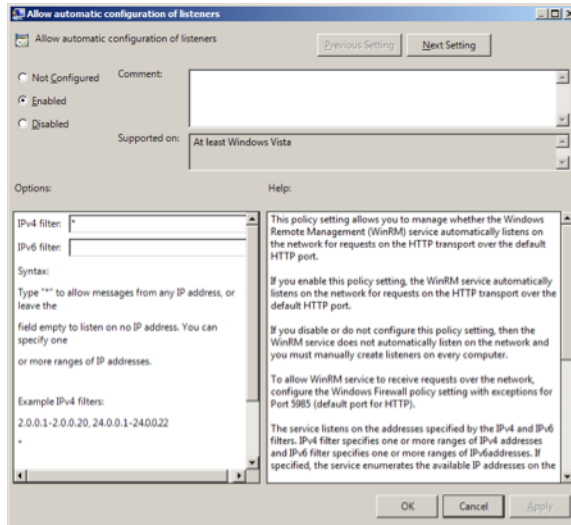 Allow automatic configuration of listeners
Allow automatic configuration of listeners
Previous Setting
Next Setting
Not Configured
Comment:
Enabled
Disabled
Supported on:
At least Windows Vista
Options:
Help:
IPv4 filter: *
IPv6 filter:
Syntax:
Type "*" to allow messages from any IP address, or
leave the
field empty to listen on no IP address. You can
specify one
or more ranges of IP addresses.
Example IPv4 filters:
2.0.0.1-2.0.0.20, 24.0.0.1-24.0.0.22
*
This policy setting allows you to manage whether the Windows
Remote Management (WinRM) service automatically listens on
the network for requests on the HTTP transport over the default
HTTP port.
If you enable this policy setting, the WinRM service automatically
listens on the network for requests on the HTTP transport over the
default HTTP port.
If you disable or do not configure this policy setting, then the
WinRM service does not automatically listen on the network and
you must manually create listeners on every computer.
To allow WinRM service to receive requests over the network,
configure the Windows Firewall policy setting with exceptions for
Port 5985 (default port for HTTP).
The service listens on the addresses specified by the IPv4 and IPv6
filters. IPv4 filter specifies one or more ranges of IPv4 addresses
and IPv6 filter specifies one or more ranges of IPv6addresses. If
specified, the service enumerates the available IP addresses on the
OK
Cancel
Apply